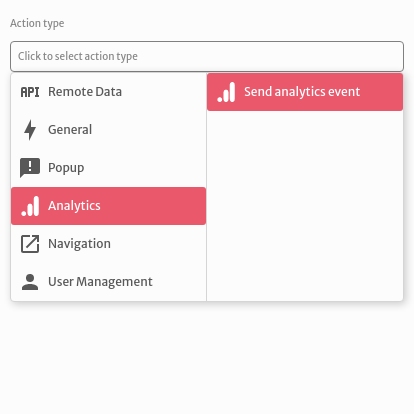 Action type
Click to select action type
API Remote Data
General
Popup
Analytics
Navigation
User Management
Send analytics event